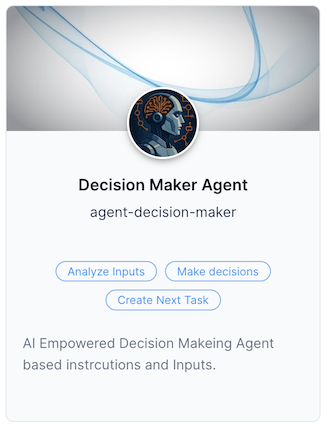 Decision Maker Agent
agent-decision-maker
Analyze Inputs Make decisions
Create Next Task
AI Empowered Decision Makeing Agent
based instrcutions and Inputs.